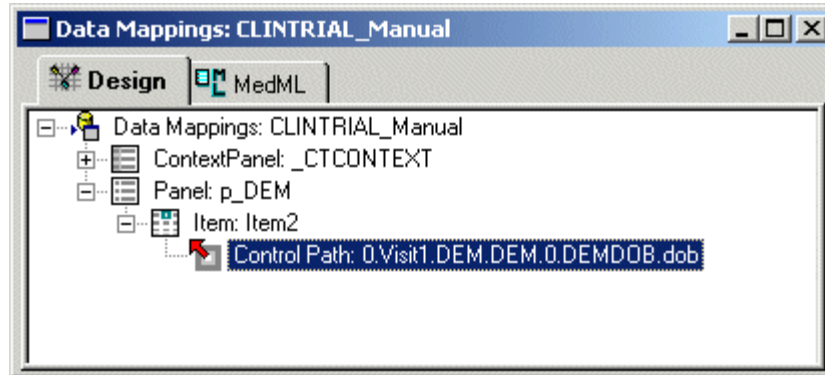 Data Mappings: CLINTRIAL_Manual
Design MedML
Data Mappings: CLINTRIAL_Manual
ContextPanel: _CTCONTEXT
Panel: p_DEM
Item: Item2
Control Path: 0.Visit1.DEM.DEM.0.DEMDOB.dob